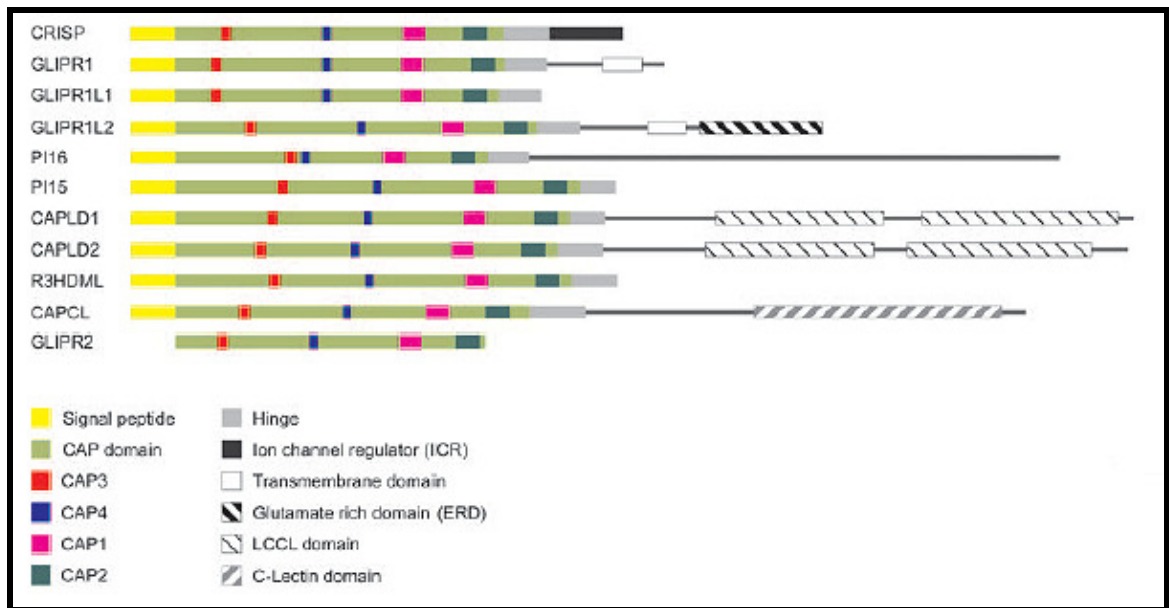 CRISP
GLIPR1
GLIPR1L1
GLIPR1L2
PI16
PI15
CAPLD1
CAPLD2
R3HDML
CAPCL
GLIPR2
Signal peptide
CAP domain
CAP3
CAP4
CAP1
CAP2
Hinge
Ion channel regulator (ICR)
Transmembrane domain
Glutamate rich domain (ERD)
LCCL domain
C-Lectin domain